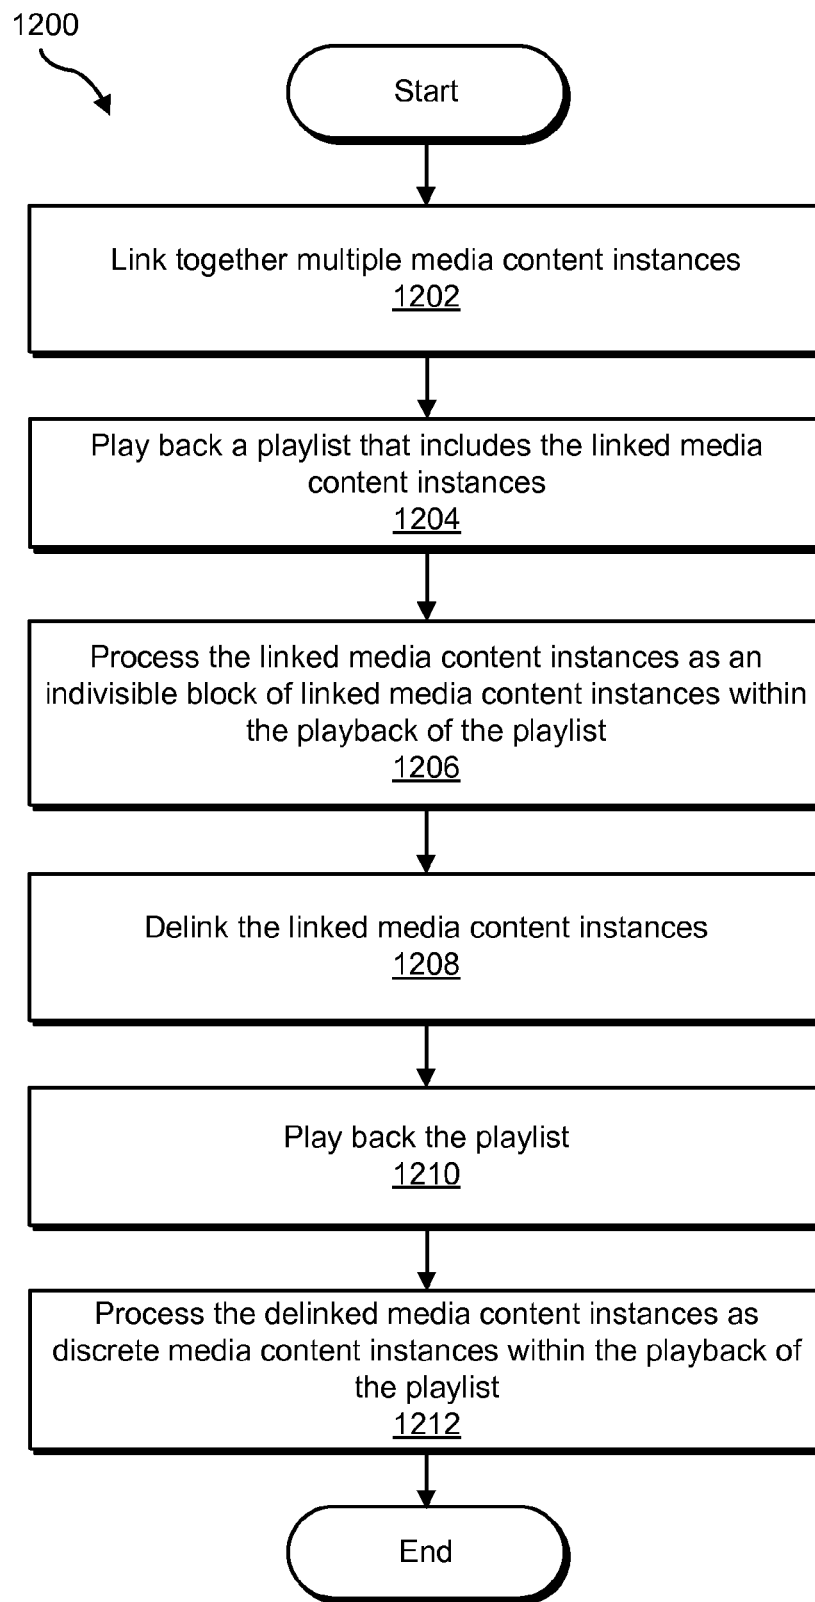 1200
Start
Link together multiple media content instances
1202
Play back a playlist that includes the linked media
content instances
1204
Process the linked media content instances as an
indivisible block of linked media content instances within
the playback of the playlist
1206
Delink the linked media content instances
1208
Play back the playlist
1210
Process the delinked media content instances as
discrete media content instances within the playback of
the playlist
1212
End